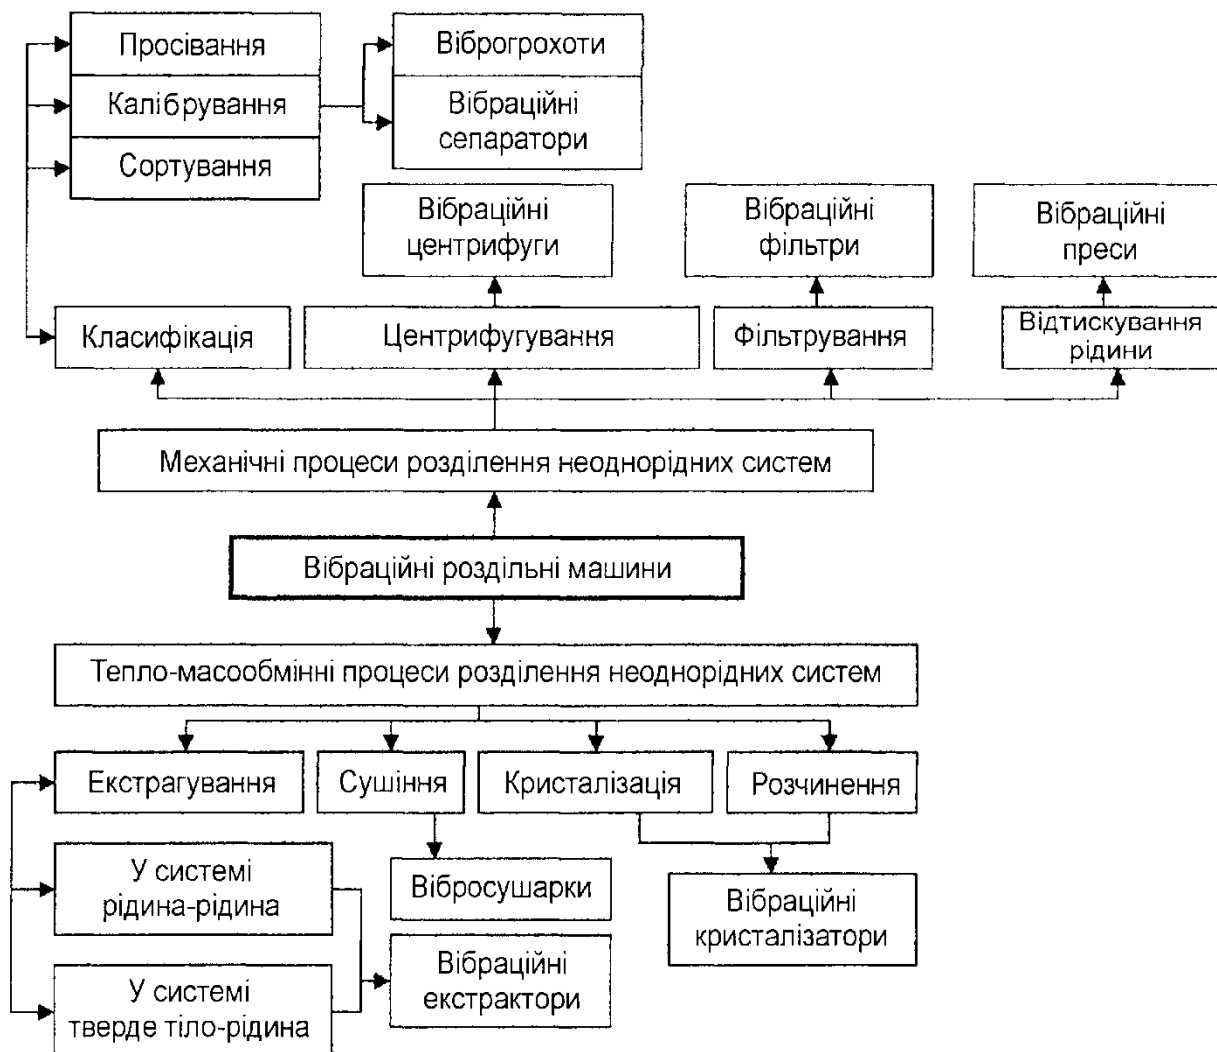 Просівання
Калібрування
Сортування
Віброгрохоти
Вібраційні
сепаратори
Вібраційні
центрифуги
Вібраційні
фільтри
Вібраційні
преси
Класифікація
Центрифугування
Фільтрування
Відтискування
рідини
Механічні процеси розділення неоднорідних систем
Вібраційні роздільні машини
Тепло-масообмінні процеси розділення неоднорідних систем
Екстрагування
Сушіння
Кристалізація
Розчинення
У системі
рідина-рідина
Вібросушарки
Вібраційні
кристалізатори
У системі
тверде тіло-рідина
Вібраційні
екстрактори